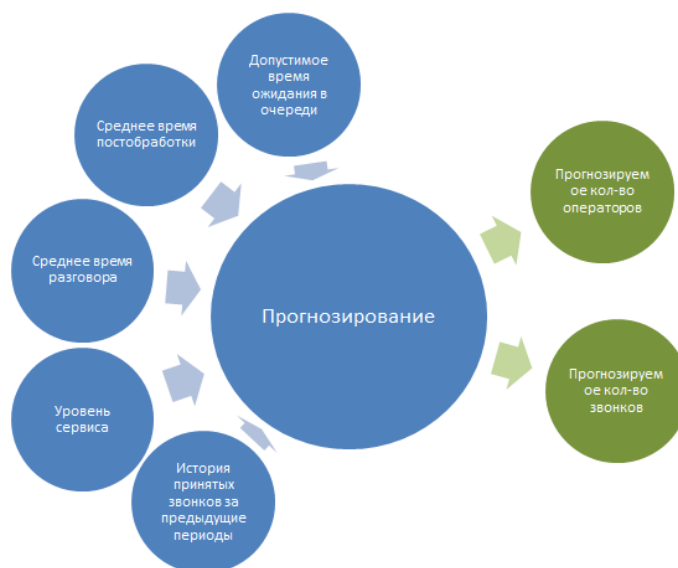 Допустимое
время
ожидания в
очереди
Среднее время
постобработки
Среднее время
разговора
Уровень
сервиса
История
принятых
звонков за
предыдущие
периоды
Прогнозирование
Прогнозируем
ое кол-во
операторов
Прогнозируем
ое кол-во
звонков